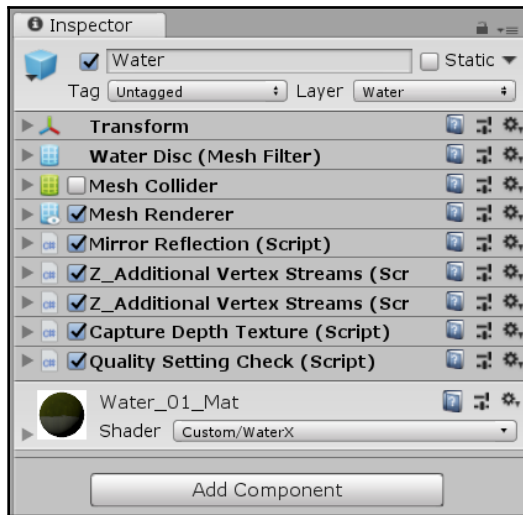 Inspector
Water Static
Tag Untagged Layer Water
Transform
Water Disc (Mesh Filter)
Mesh Collider
Mesh Renderer
Mirror Reflection (Script)
Z_Additional Vertex Streams (Scr
Z_Additional Vertex Streams (Scr
Capture Depth Texture (Script)
Quality Setting Check (Script)
Water_01_Mat
Shader Custom/WaterX
Add Component